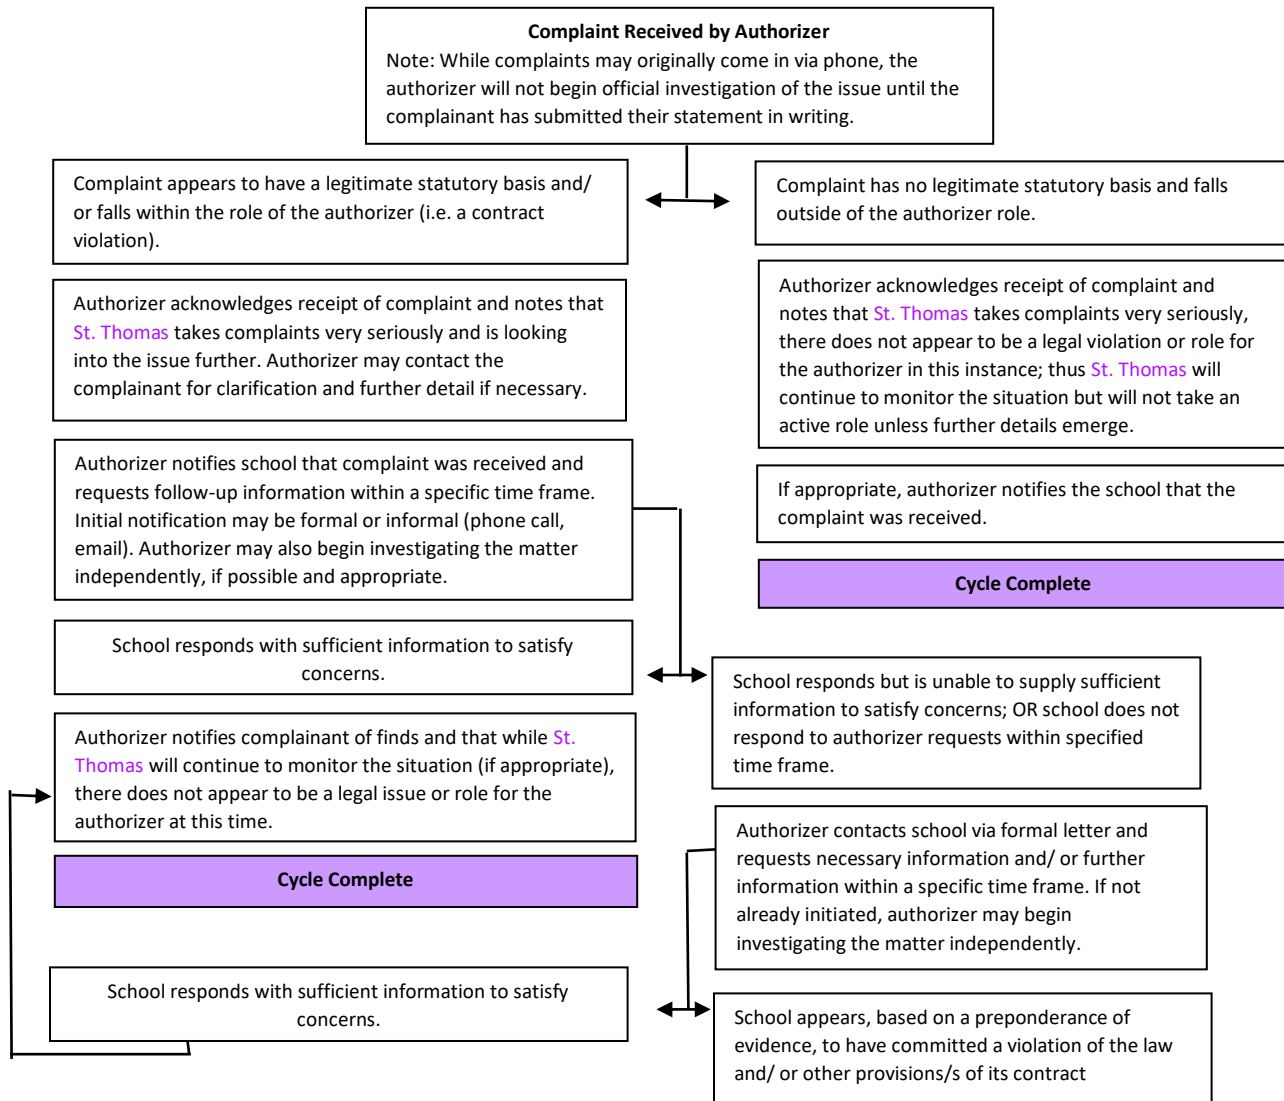 Complaint Received by Authorizer
Note: While complaints may originally come in via phone, the
authorizer will not begin official investigation of the issue until the
complainant has submitted their statement in writing.
Complaint appears to have a legitimate statutory basis and/
or falls within the role of the authorizer (i.e. a contract
violation).
Complaint has no legitimate statutory basis and falls
outside of the authorizer role.
Authorizer acknowledges receipt of complaint and notes that
St. Thomas takes complaints very seriously and is looking
into the issue further. Authorizer may contact the
complainant for clarification and further detail if necessary.
Authorizer acknowledges receipt of complaint and
notes that St. Thomas takes complaints very seriously,
there does not appear to be a legal violation or role for
the authorizer in this instance; thus St. Thomas will
continue to monitor the situation but will not take an
active role unless further details emerge.
Authorizer notifies school that complaint was received and
requests follow-up information within a specific time frame.
Initial notification may be formal or informal (phone call,
email). Authorizer may also begin investigating the matter
independently, if possible and appropriate.
If appropriate, authorizer notifies the school that the
complaint was received.
Cycle Complete
School responds with sufficient information to satisfy
concerns.
School responds but is unable to supply sufficient
information to satisfy concerns; OR school does not
respond to authorizer requests within specified
time frame.
Authorizer notifies complainant of finds and that while St.
Thomas will continue to monitor the situation (if appropriate),
there does not appear to be a legal issue or role for the
authorizer at this time.
Cycle Complete
Authorizer contacts school via formal letter and
requests necessary information and/ or further
information within a specific time frame. If not
already initiated, authorizer may begin
investigating the matter independently.
School responds with sufficient information to satisfy
concerns.
School appears, based on a preponderance of
evidence, to have committed a violation of the law
and/ or other provisions/s of its contract